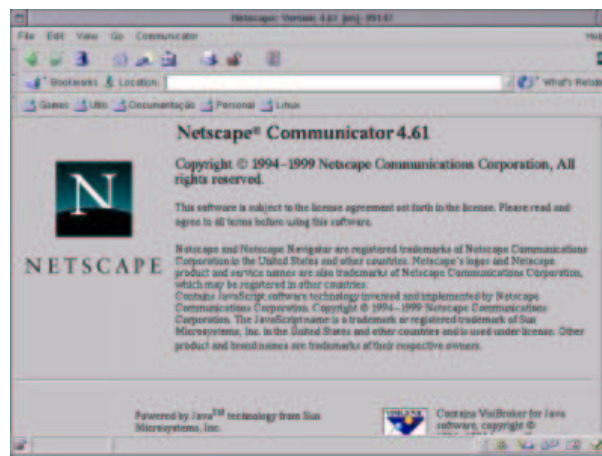 Netscape: Version 4.61 [en]-99147
File Edit View Go Communicator Help
Bookmarks Location: What's Relate
Games Utils Documentação Personal Linux
Netscape® Communicator 4.61
Copyright © 1994–1999 Netscape Communications Corporation, All
rights reserved.
This software is subject to the license agreement set forth in the license. Please read and
agree to all terms before using this software.
N
NETSCAPE
Netscape and Netscape Navigator are registered trademarks of Netscape Communications
Corporation in the United States and other countries. Netscape's logos and Netscape
product and service names are also trademarks of Netscape Communications Corporation,
which may be registered in other countries.
Contains JavaScript software technology invented and implemented by Netscape
Communications Corporation. Copyright © 1994–1999 Netscape Communications
Corporation. The JavaScript name is a trademark or registered trademark of Sun
Microsystems, Inc. in the United States and other countries and is used under license. Other
product and brand names are trademarks of their respective owners.
Powered by Java™ technology from Sun
Microsystems, Inc.
Contains VisiBroker for Java
software, copyright ©